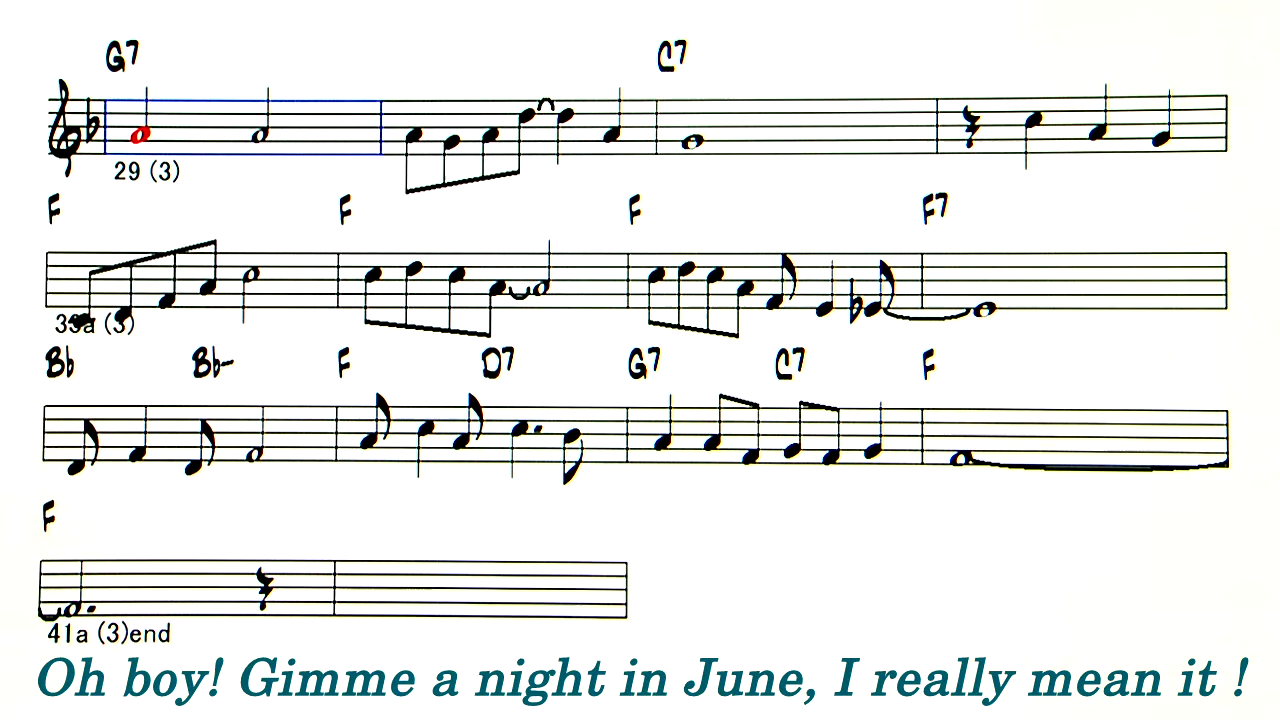 G7 C7
29 (3)
F F F F7
33a (3)
Bb Bb- F D7 G7 C7 F
F
41a (3)end
Oh boy! Gimme a night in June, I really mean it !